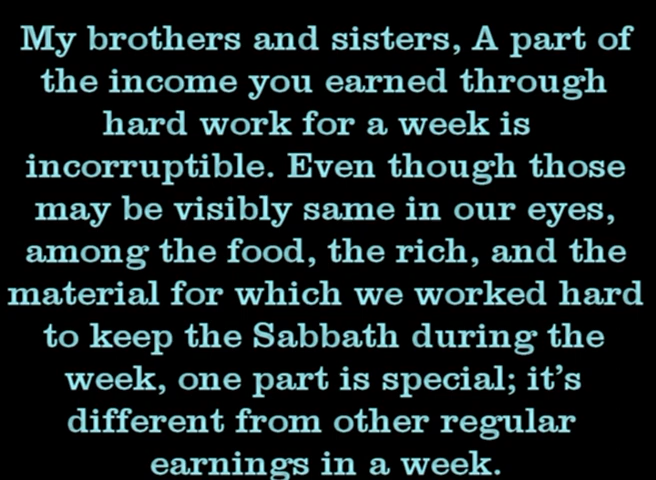 My brothers and sisters, A part of
the income you earned through
hard work for a week is
incorruptible. Even though those
may be visibly same in our eyes,
among the food, the rich, and the
material for which we worked hard
to keep the Sabbath during the
week, one part is special; it’s
different from other regular
earnings in a week.